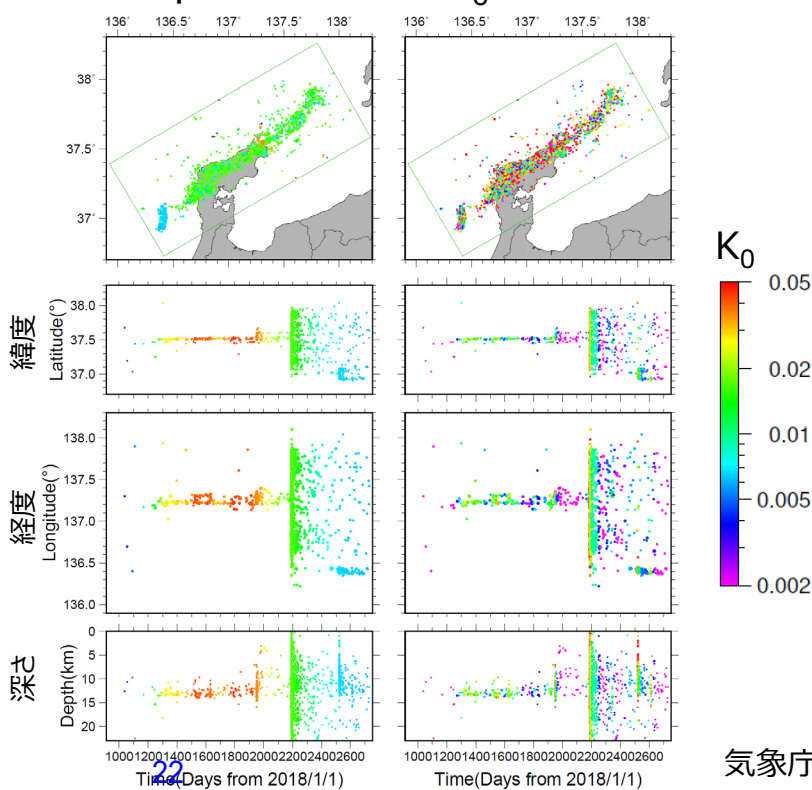 136° 136.5° 137° 137.5° 138° 136° 136.5° 137° 137.5° 138°
38°
37.5°
37°
K0
0.05
0.02
0.01
0.005
0.002
緯度
Latitude(°)
38.0
37.5
37.0
経度
Longitude(°)
138.0
137.5
137.0
136.5
136.0
深さ
Depth(km)
0
5
10
15
20
1000 1200 1400 1600 1800 2000 2200 2400 2600 1000 1200 1400 1600 1800 2000 2200 2400 2600
22
Time(Days from 2018/1/1) Time(Days from 2018/1/1)
気象庁